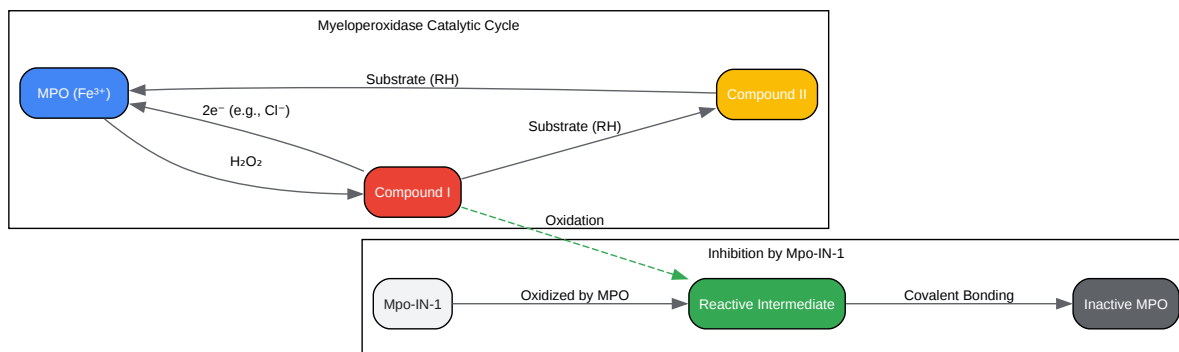 Myeloperoxidase Catalytic Cycle
Substrate (RH)
MPO (Fe³⁺)
Compound II
2e⁻ (e.g., Cl⁻)
Substrate (RH)
H₂O₂
Compound I
Oxidation
Inhibition by Mpo-IN-1
Mpo-IN-1
Oxidized by MPO
Reactive Intermediate
Covalent Bonding
Inactive MPO